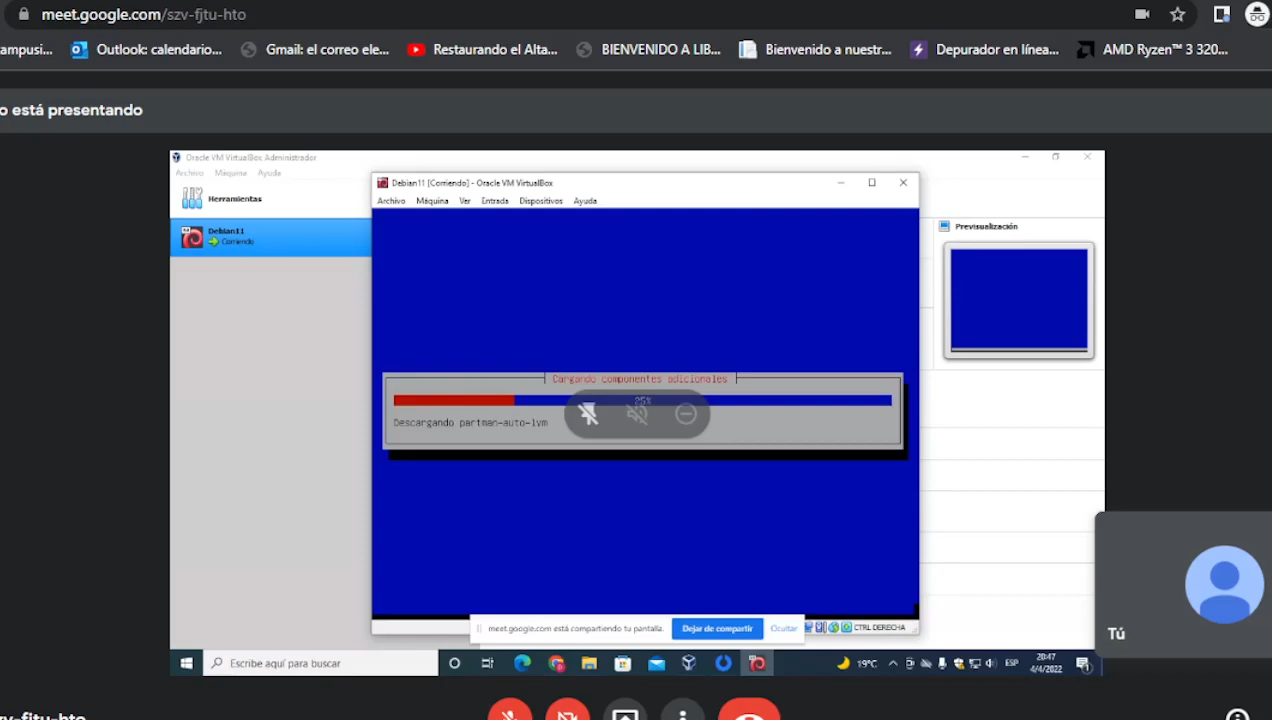 meet.google.com/szv-fjtu-hto
ampusi... Outlook: calendario... Gmail: el correo ele... Restaurando el Alta... BIENVENIDO A LIB... Bienvenido a nuestr... Depurador en línea... AMD Ryzen™ 3 320...
o está presentando
Oracle VM VirtualBox Administrador
Archivo Máquina Ayuda
Herramientas
Debian11
Corriendo
Debian11 [Corriendo] - Oracle VM VirtualBox
Archivo Máquina Ver Entrada Dispositivos Ayuda
Previsualización
Cargando componentes adicionales
25%
Descargando partman-auto-lvm
meet.google.com está compartiendo tu pantalla. Dejar de compartir Ocultar
CTRL DERECHA
Tú
Escribe aquí para buscar
19°C
ESP
20:47
4/4/2022
zv-fjtu-hto